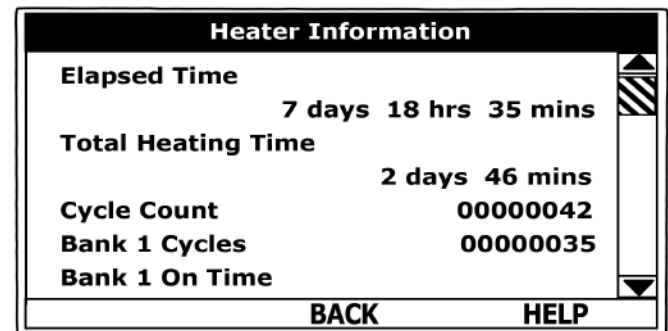 Heater Information
Elapsed Time
7 days 18 hrs 35 mins
Total Heating Time
2 days 46 mins
Cycle Count 00000042
Bank 1 Cycles 00000035
Bank 1 On Time
BACK HELP